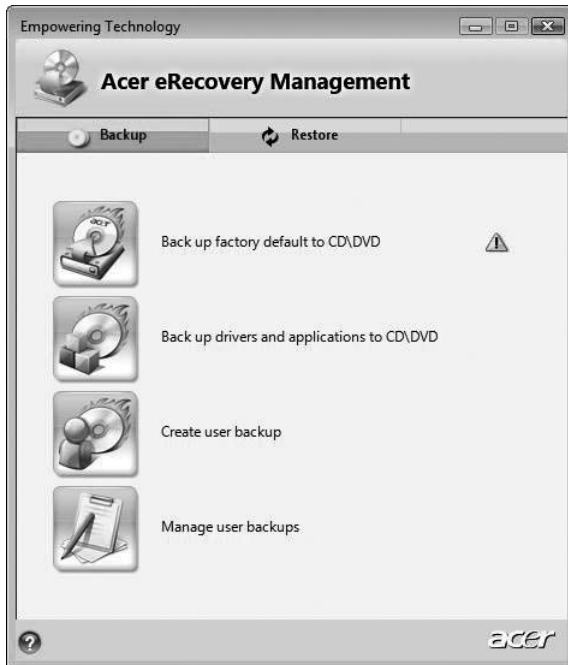 Empowering Technology
Acer eRecovery Management
Backup
Restore
Back up factory default to CD\DVD
Back up drivers and applications to CD\DVD
Create user backup
Manage user backups
acer